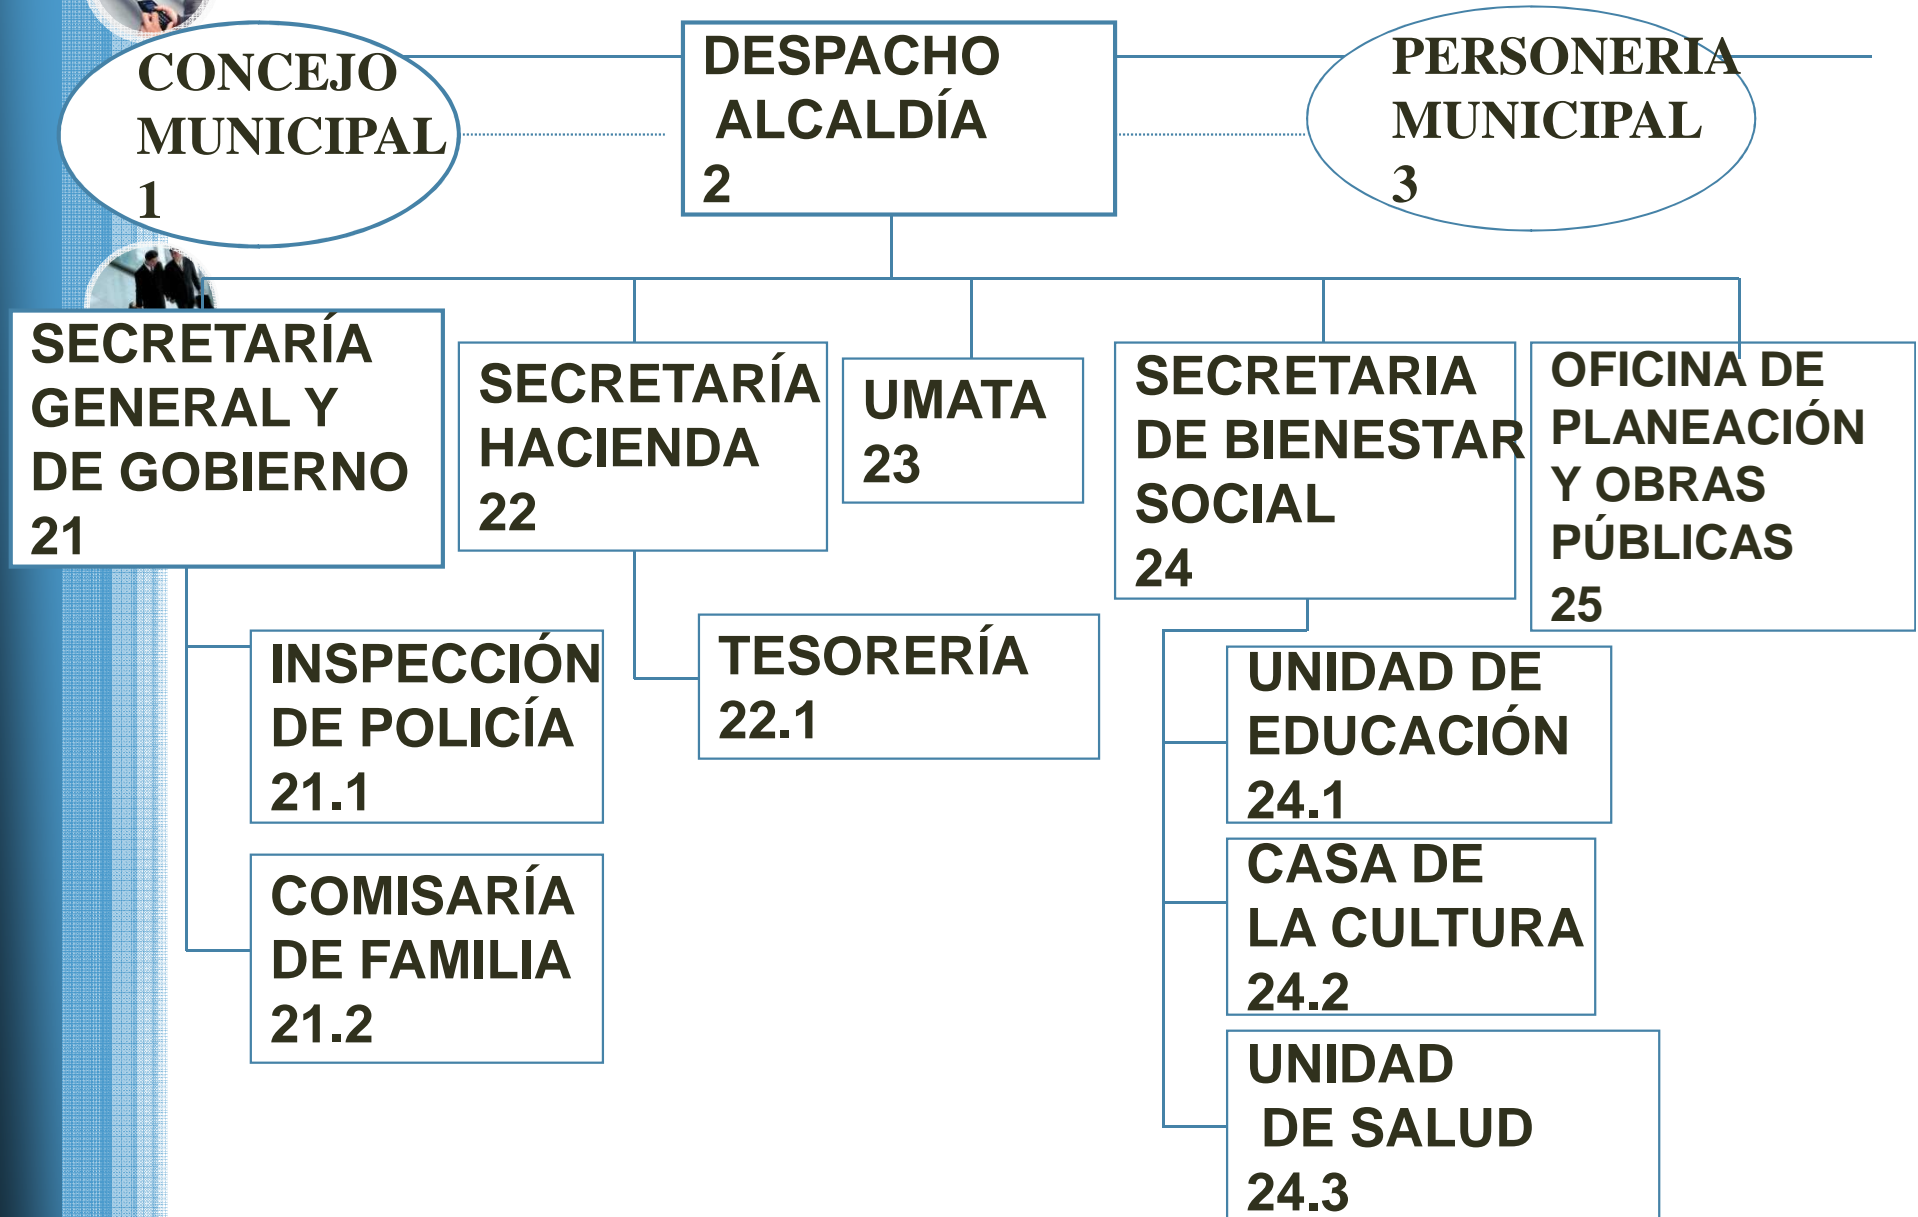 CONCEJO
MUNICIPAL
1
DESPACHO
ALCALDÍA
2
PERSONERIA
MUNICIPAL
3
SECRETARÍA
GENERAL Y
DE GOBIERNO
21
SECRETARÍA
HACIENDA
22
UMATA
23
SECRETARIA
DE BIENESTAR
SOCIAL
24
OFICINA DE
PLANEACIÓN
Y OBRAS
PÚBLICAS
25
INSPECCIÓN
DE POLICÍA
21.1
COMISARÍA
DE FAMILIA
21.2
TESORERÍA
22.1
UNIDAD DE
EDUCACIÓN
24.1
CASA DE
LA CULTURA
24.2
UNIDAD
DE SALUD
24.3